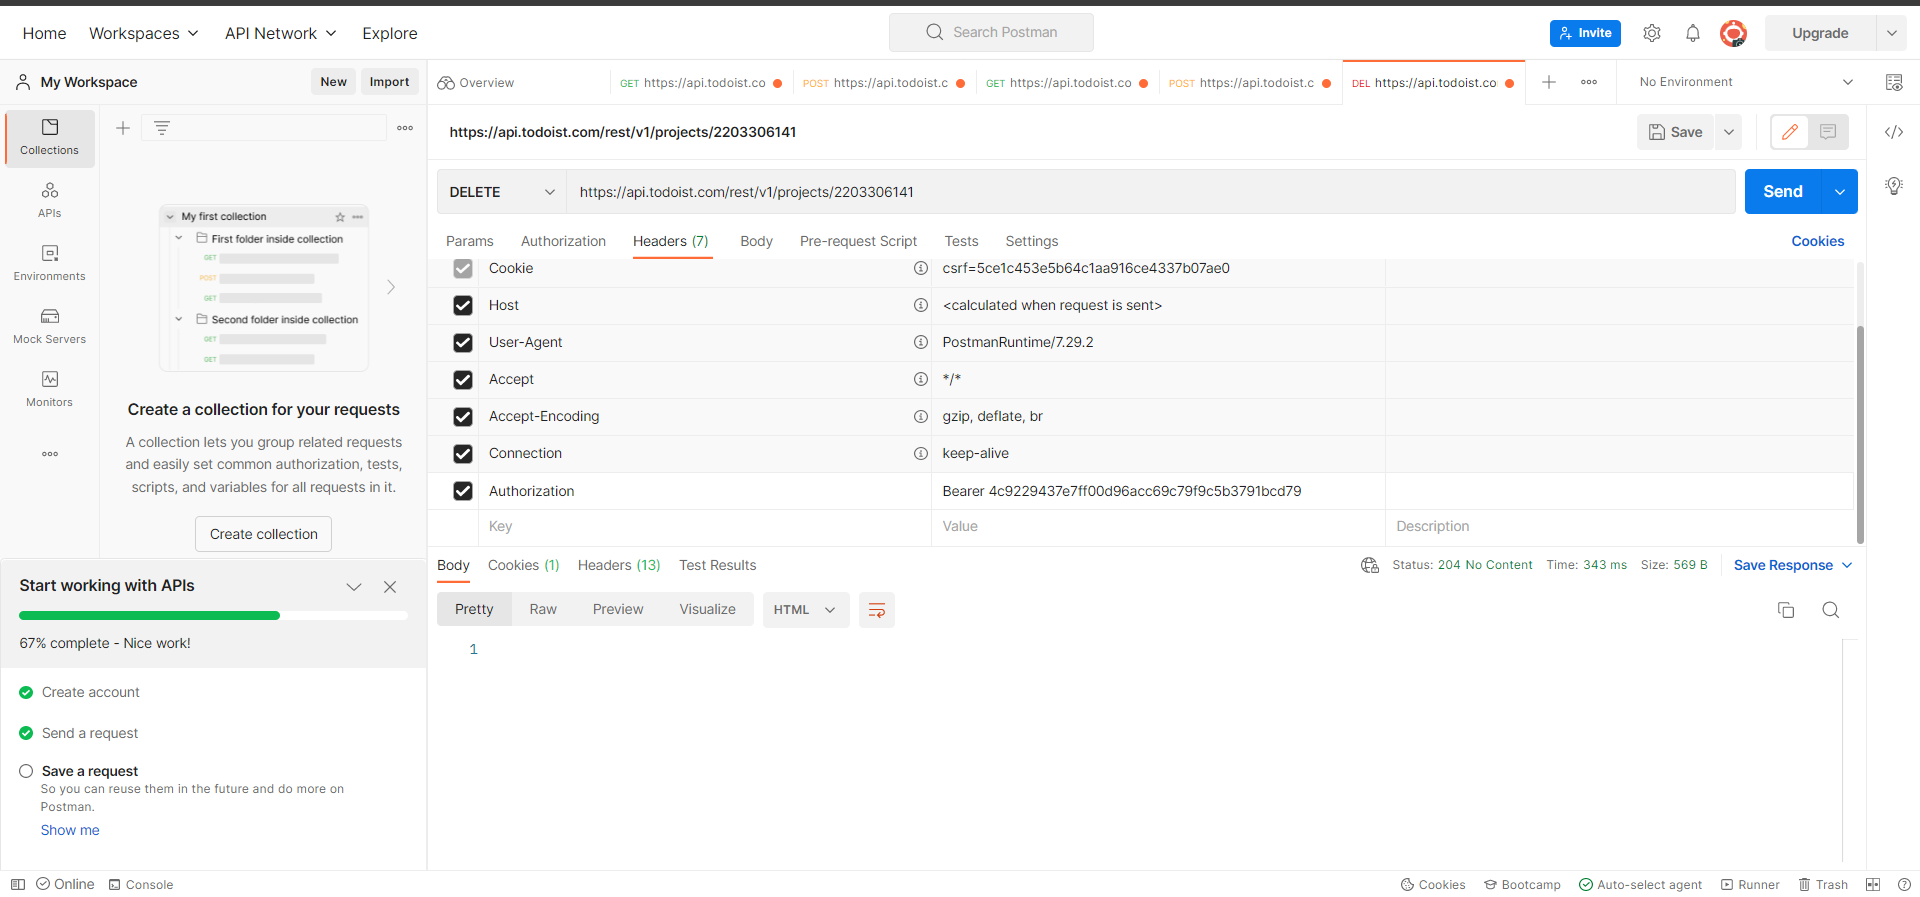 Home
Workspaces
API Network
Explore
Search Postman
Invite
Upgrade
My Workspace
New
Import
Overview
GET https://api.todoist.co
POST https://api.todoist.c
GET https://api.todoist.co
POST https://api.todoist.c
DEL https://api.todoist.co
No Environment
Collections
APIs
Environments
Mock Servers
Monitors
My first collection
First folder inside collection
GET
POST
GET
Second folder inside collection
GET
GET
Create a collection for your requests
A collection lets you group related requests
and easily set common authorization, tests,
scripts, and variables for all requests in it.
Create collection
https://api.todoist.com/rest/v1/projects/2203306141
Save
DELETE
https://api.todoist.com/rest/v1/projects/2203306141
Send
Params
Authorization
Headers (7)
Body
Pre-request Script
Tests
Settings
Cookies
Cookie csrf=5ce1c453e5b64c1aa916ce4337b07ae0
Host <calculated when request is sent>
User-Agent PostmanRuntime/7.29.2
Accept */*
Accept-Encoding gzip, deflate, br
Connection keep-alive
Authorization Bearer 4c9229437e7ff00d96acc69c79f9c5b3791bcd79
Key Value Description
Body
Cookies (1)
Headers (13)
Test Results
Status: 204 No Content
Time: 343 ms
Size: 569 B
Save Response
Pretty
Raw
Preview
Visualize
HTML
1
Start working with APIs
67% complete - Nice work!
Create account
Send a request
Save a request
So you can reuse them in the future and do more on
Postman.
Show me
Online
Console
Cookies
Bootcamp
Auto-select agent
Runner
Trash